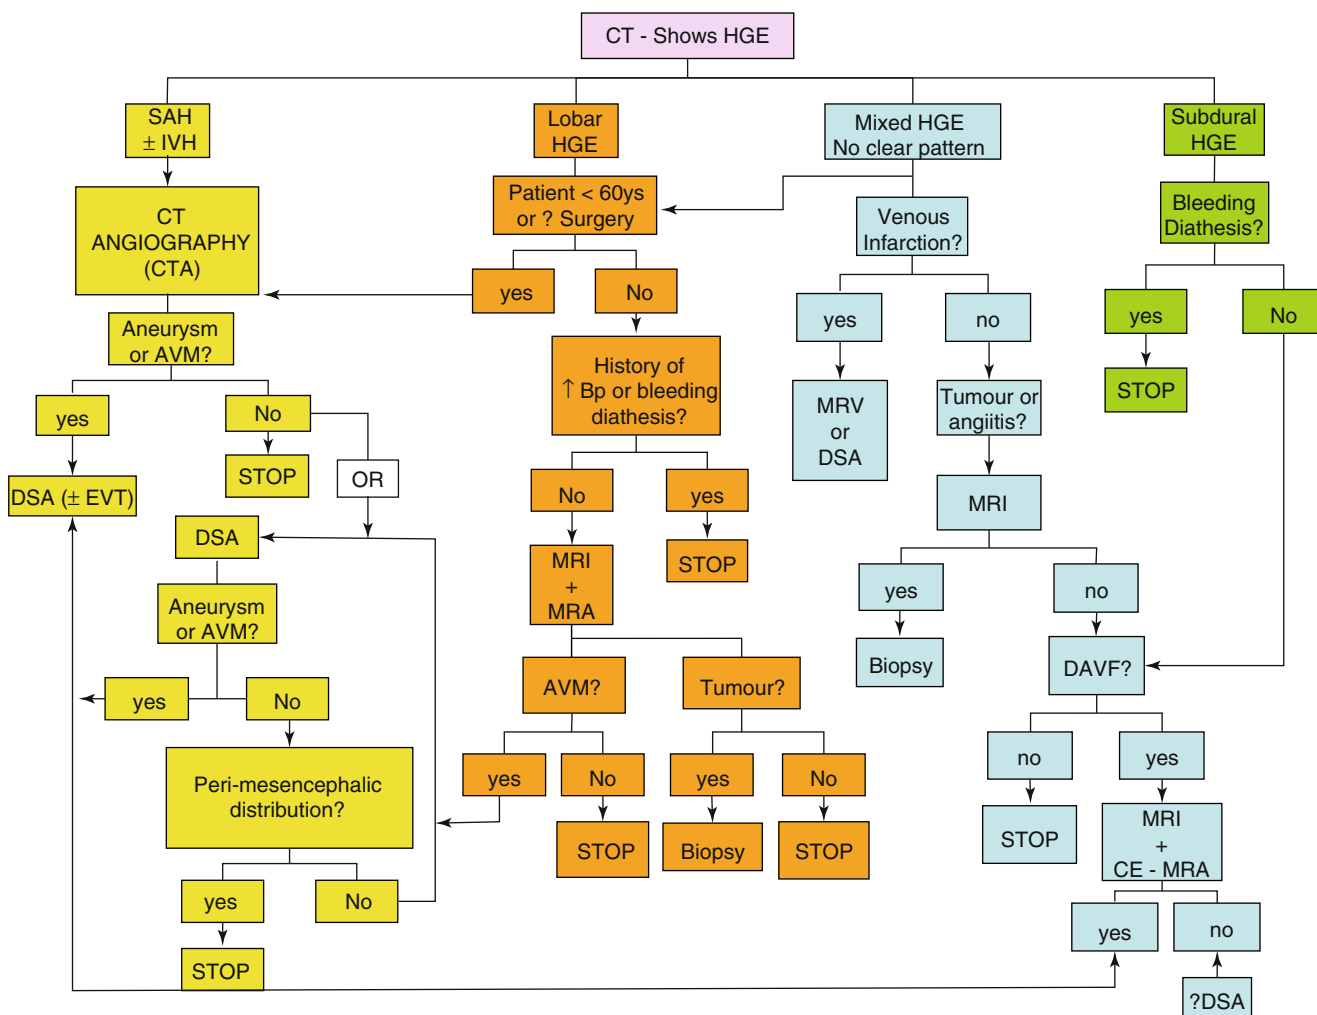 CT - Shows HGE
SAH
± IVH
Lobar
HGE
Mixed HGE
No clear pattern
Subdural
HGE
CT
ANGIOGRAPHY
(CTA)
Patient < 60ys
or ? Surgery
Venous
Infarction?
Bleeding
Diathesis?
yes
No
yes
no
yes
No
Aneurysm
or AVM?
History of
↑ Bp or bleeding
diathesis?
MRV
or
DSA
Tumour or
angiitis?
STOP
yes
No
STOP
OR
DSA (± EVT)
No
yes
MRI
DSA
MRI
+
MRA
STOP
yes
no
Aneurysm
or AVM?
Biopsy
DAVF?
yes
No
AVM?
Tumour?
Peri-mesencephalic
distribution?
yes
No
yes
No
no
yes
STOP
Biopsy
STOP
STOP
MRI
+
CE - MRA
yes
No
yes
no
STOP
?DSA